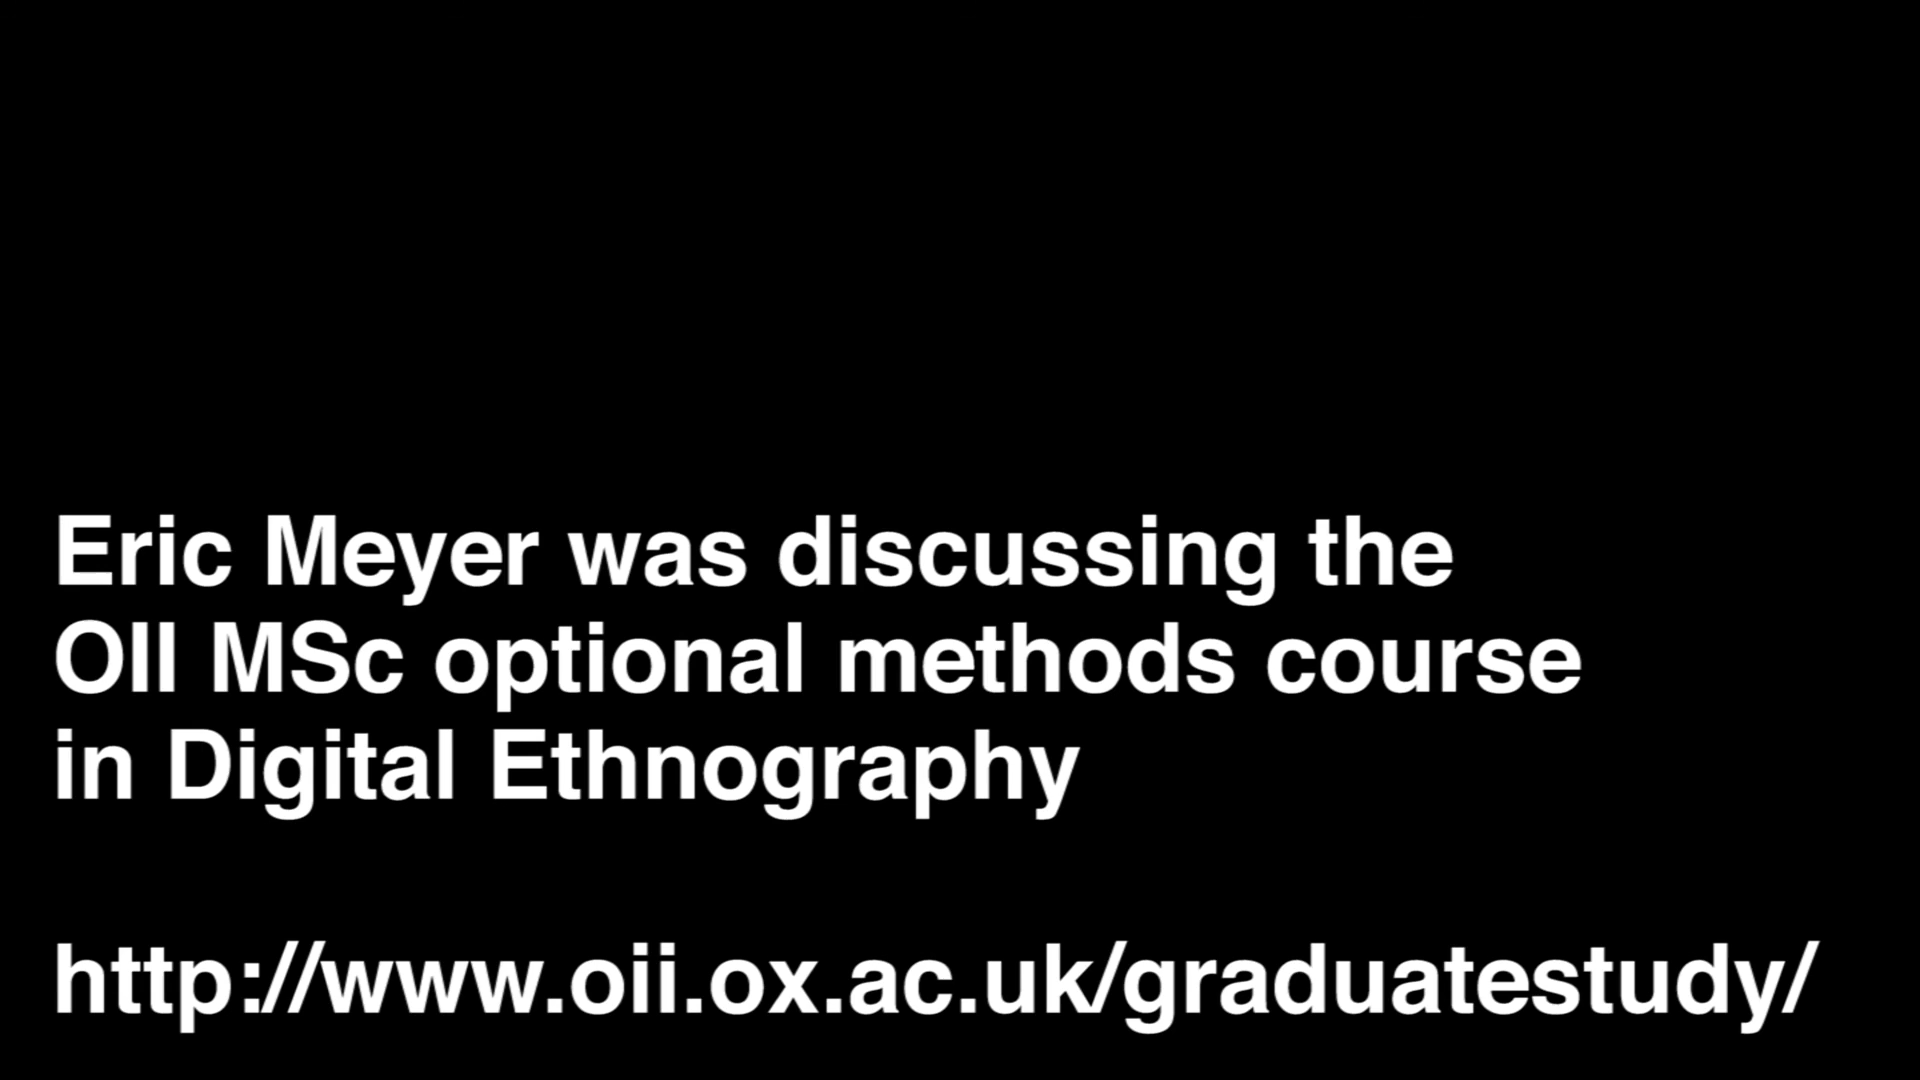 Eric Meyer was discussing the
OII MSc optional methods course
in Digital Ethnography
http://www.oii.ox.ac.uk/graduatestudy/